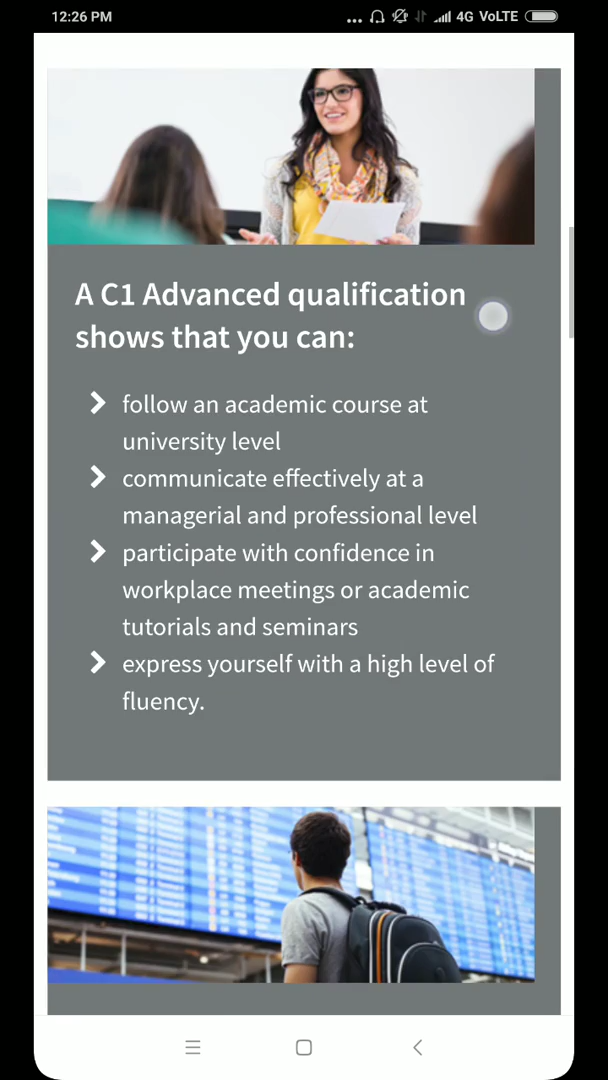 12:26 PM
... 4G VoLTE
A C1 Advanced qualification
shows that you can:
follow an academic course at
university level
communicate effectively at a
managerial and professional level
participate with confidence in
workplace meetings or academic
tutorials and seminars
express yourself with a high level of
fluency.